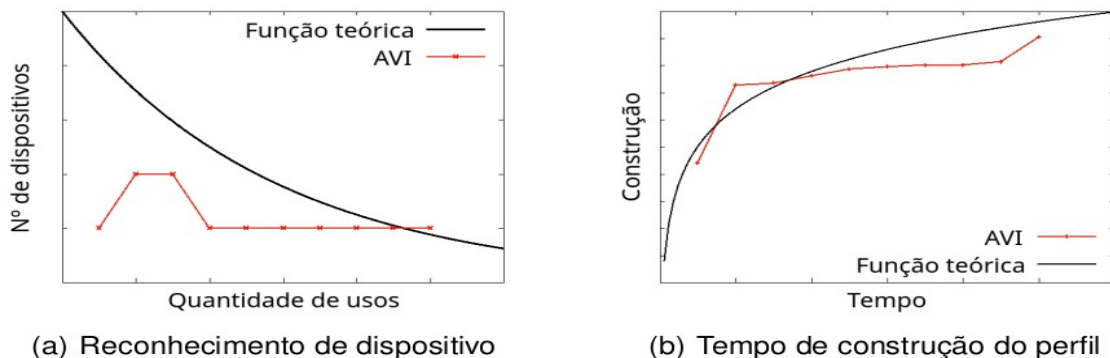 Nº de dispositivos
Função teórica
AVI
Quantidade de usos
(a) Reconhecimento de dispositivo
Construção
AVI
Função teórica
Tempo
(b) Tempo de construção do perfil